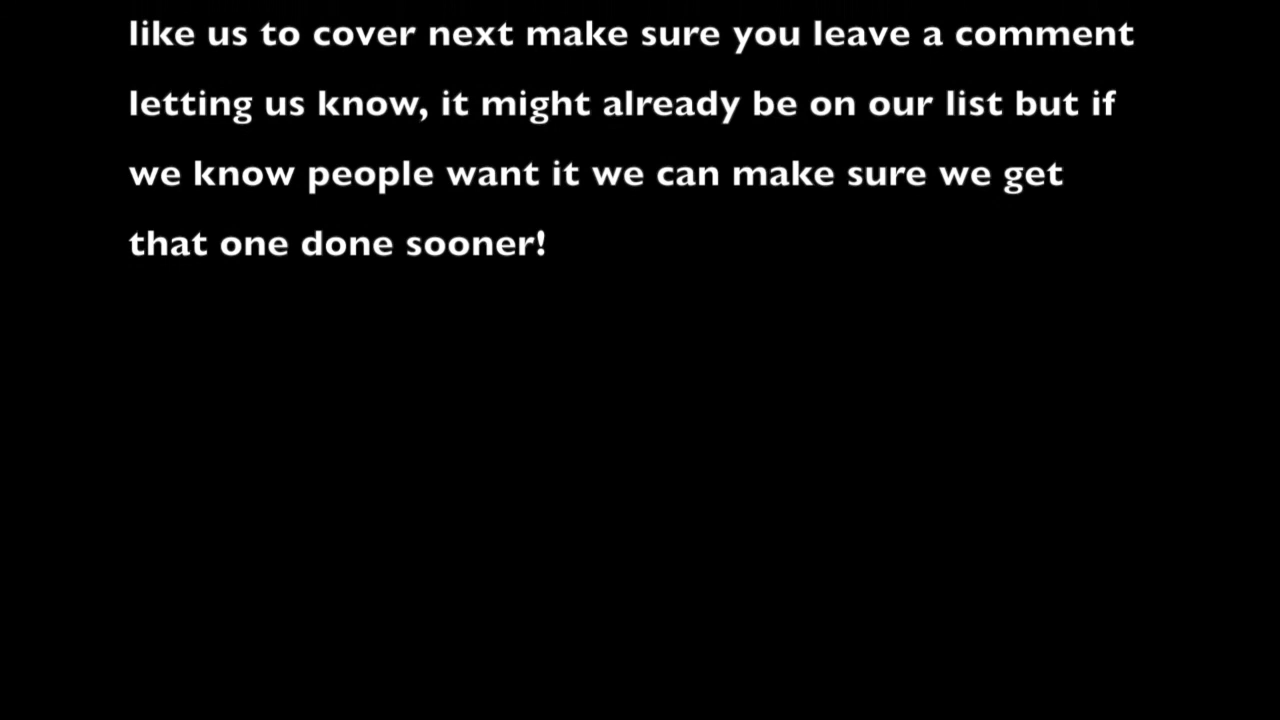 like us to cover next make sure you leave a comment
letting us know, it might already be on our list but if
we know people want it we can make sure we get
that one done sooner!